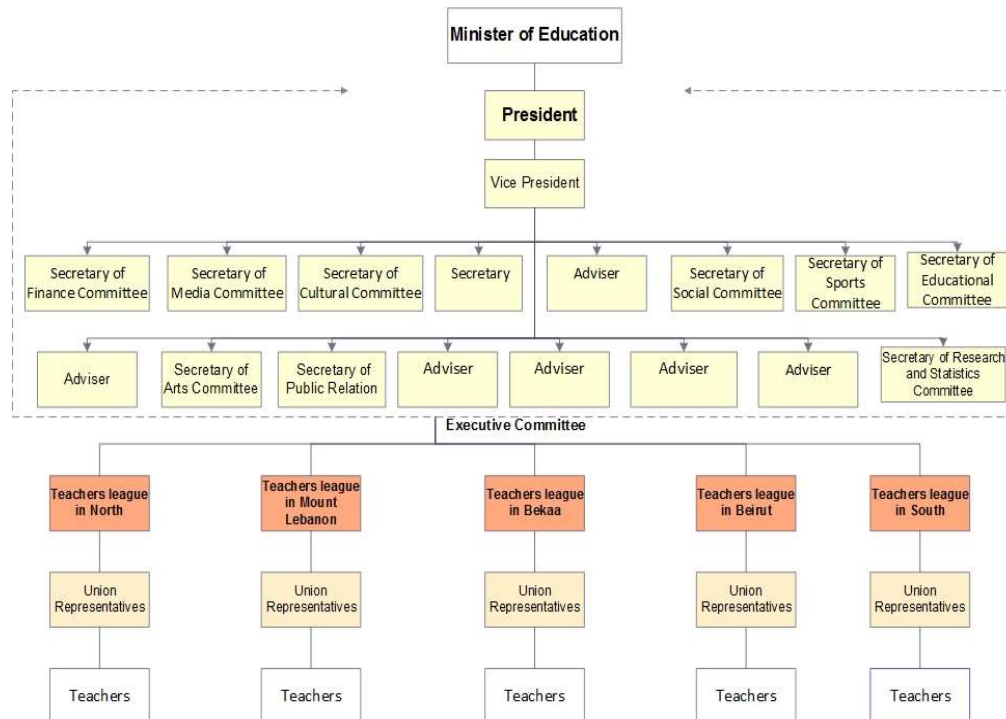 Minister of Education
President
Vice President
Secretary of
Finance Committee
Secretary of
Media Committee
Secretary of
Cultural Committee
Secretary
Adviser
Secretary of
Social Committee
Secretary of
Sports
Committee
Secretary of
Educational
Committee
Adviser
Secretary of
Arts Committee
Secretary of
Public Relation
Adviser
Adviser
Adviser
Adviser
Secretary of Research
and Statistics
Committee
Executive Committee
Teachers league
in North
Teachers league
in Mount
Lebanon
Teachers league
in Bekaa
Teachers league
in Beirut
Teachers league
in South
Union
Representatives
Union
Representatives
Union
Representatives
Union
Representatives
Union
Representatives
Teachers
Teachers
Teachers
Teachers
Teachers